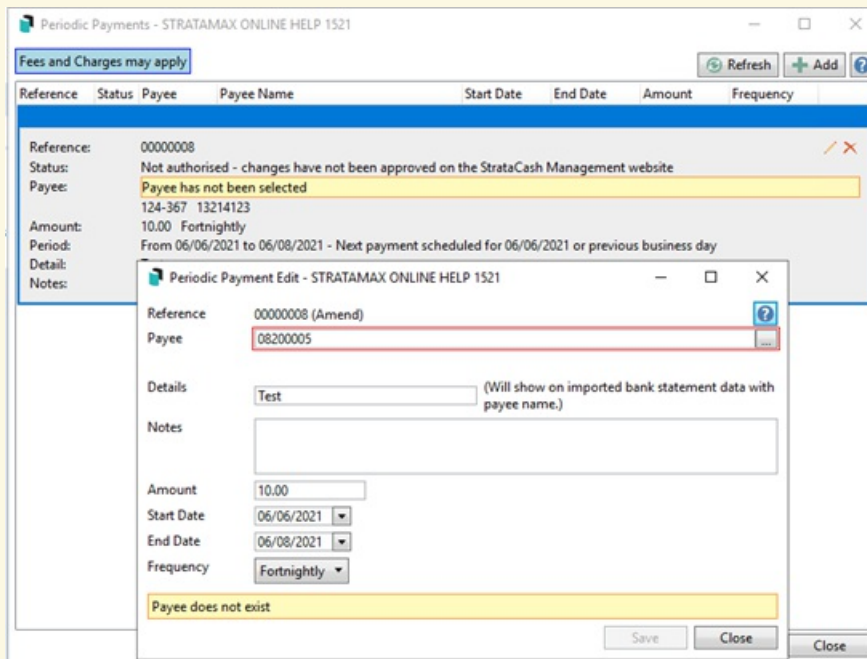 Periodic Payments - STRATAMAX ONLINE HELP 1521
Fees and Charges may apply
Refresh
Add
?
Reference Status Payee Payee Name Start Date End Date Amount Frequency
Reference: 00000008
Status: Not authorised - changes have not been approved on the StrataCash Management website
Payee: Payee has not been selected
124-367 13214123
Amount: 10.00 Fortnightly
Period: From 06/06/2021 to 06/08/2021 - Next payment scheduled for 06/06/2021 or previous business day
Detail:
Notes:
Periodic Payment Edit - STRATAMAX ONLINE HELP 1521
Reference 00000008 (Amend)
?
Payee 08200005 ...
Details Test (Will show on imported bank statement data with
payee name.)
Notes
Amount 10.00
Start Date 06/06/2021
End Date 06/08/2021
Frequency Fortnightly
Payee does not exist
Save Close
Close